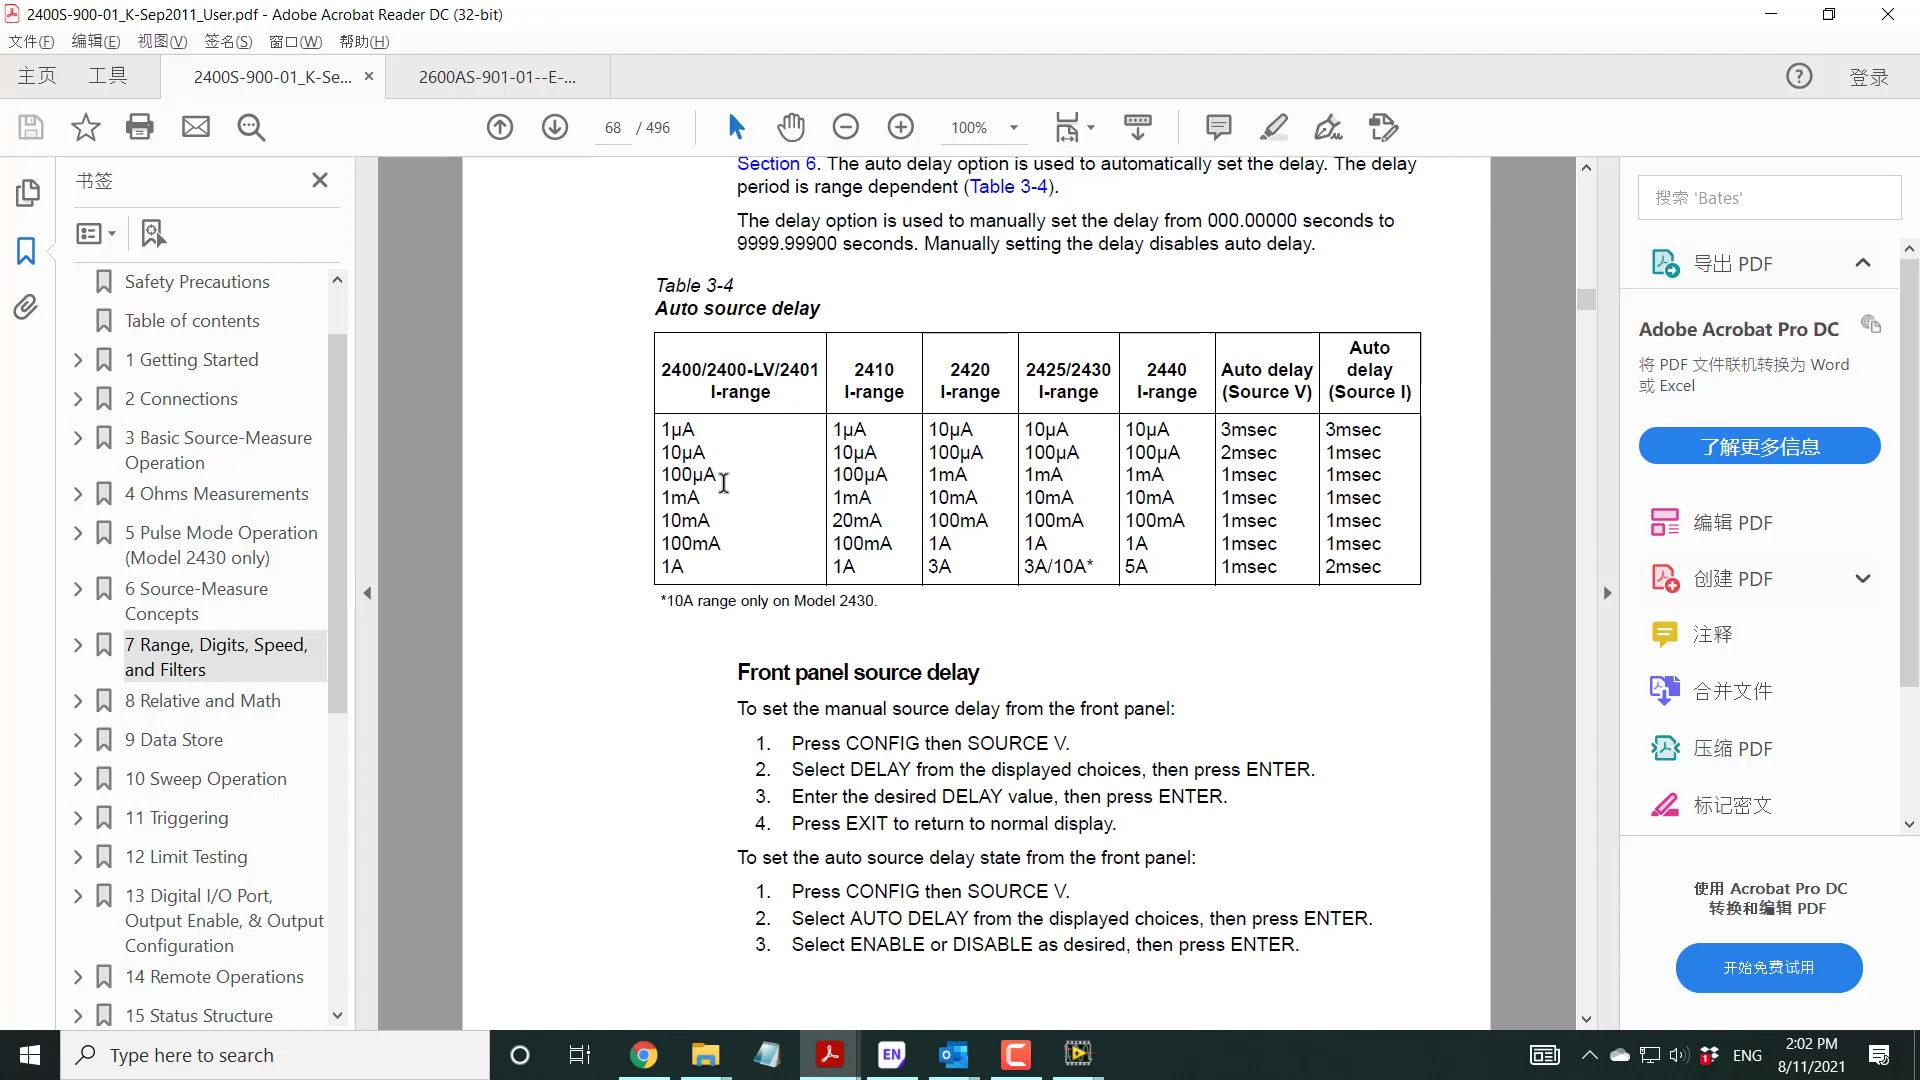 2400S-900-01_K-Sep2011_User.pdf - Adobe Acrobat Reader DC (32-bit)
文件(F) 编辑(E) 视图(V) 签名(S) 窗口(W) 帮助(H)
主页 工具 2400S-900-01_K-Se... × 2600AS-901-01--E-... 登录
68 / 496 100%
书签
Safety Precautions
Table of contents
1 Getting Started
2 Connections
3 Basic Source-Measure
Operation
4 Ohms Measurements
5 Pulse Mode Operation
(Model 2430 only)
6 Source-Measure
Concepts
7 Range, Digits, Speed,
and Filters
8 Relative and Math
9 Data Store
10 Sweep Operation
11 Triggering
12 Limit Testing
13 Digital I/O Port,
Output Enable, & Output
Configuration
14 Remote Operations
15 Status Structure
Section 6. The auto delay option is used to automatically set the delay. The delay
period is range dependent (Table 3-4).
The delay option is used to manually set the delay from 000.00000 seconds to
9999.99900 seconds. Manually setting the delay disables auto delay.
Table 3-4
Auto source delay
2400/2400-LV/2401 I-range 2410 I-range 2420 I-range 2425/2430 I-range 2440 I-range Auto delay (Source V) Auto delay (Source I)
1µA 1µA 10µA 10µA 10µA 3msec 3msec
10µA 10µA 100µA 100µA 100µA 2msec 1msec
100µA 100µA 1mA 1mA 1mA 1msec 1msec
1mA 1mA 10mA 10mA 10mA 1msec 1msec
10mA 20mA 100mA 100mA 100mA 1msec 1msec
100mA 100mA 1A 1A 1A 1msec 1msec
1A 1A 3A 3A/10A* 5A 1msec 2msec
*10A range only on Model 2430.
Front panel source delay
To set the manual source delay from the front panel:
1. Press CONFIG then SOURCE V.
2. Select DELAY from the displayed choices, then press ENTER.
3. Enter the desired DELAY value, then press ENTER.
4. Press EXIT to return to normal display.
To set the auto source delay state from the front panel:
1. Press CONFIG then SOURCE V.
2. Select AUTO DELAY from the displayed choices, then press ENTER.
3. Select ENABLE or DISABLE as desired, then press ENTER.
搜索 'Bates'
导出 PDF
Adobe Acrobat Pro DC
将 PDF 文件联机转换为 Word
或 Excel
了解更多信息
编辑 PDF
创建 PDF
注释
合并文件
压缩 PDF
标记密文
使用 Acrobat Pro DC
转换和编辑 PDF
开始免费试用
Type here to search
EN
ENG
2:02 PM
8/11/2021